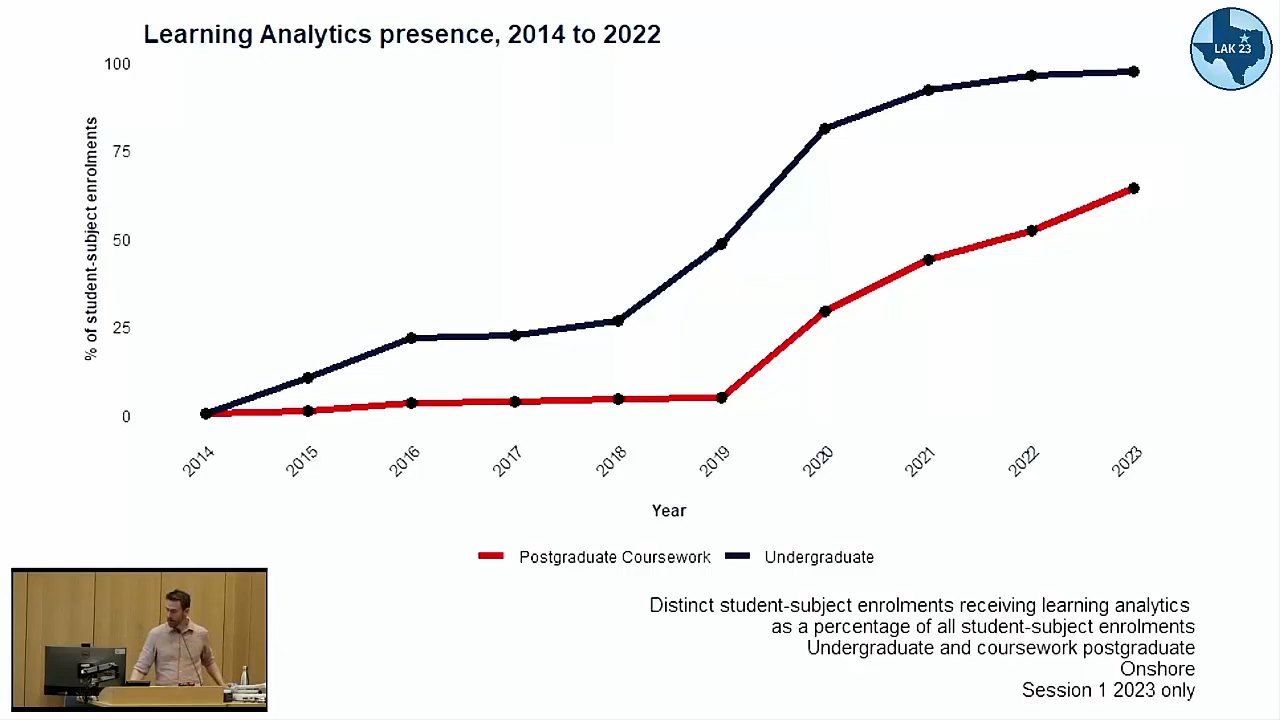 Learning Analytics presence, 2014 to 2022
LAK 23
100
75
50
25
0
% of student-subject enrolments
2014
2015
2016
2017
2018
2019
2020
2021
2022
2023
Year
Postgraduate Coursework
Undergraduate
Distinct student-subject enrolments receiving learning analytics
as a percentage of all student-subject enrolments
Undergraduate and coursework postgraduate
Onshore
Session 1 2023 only